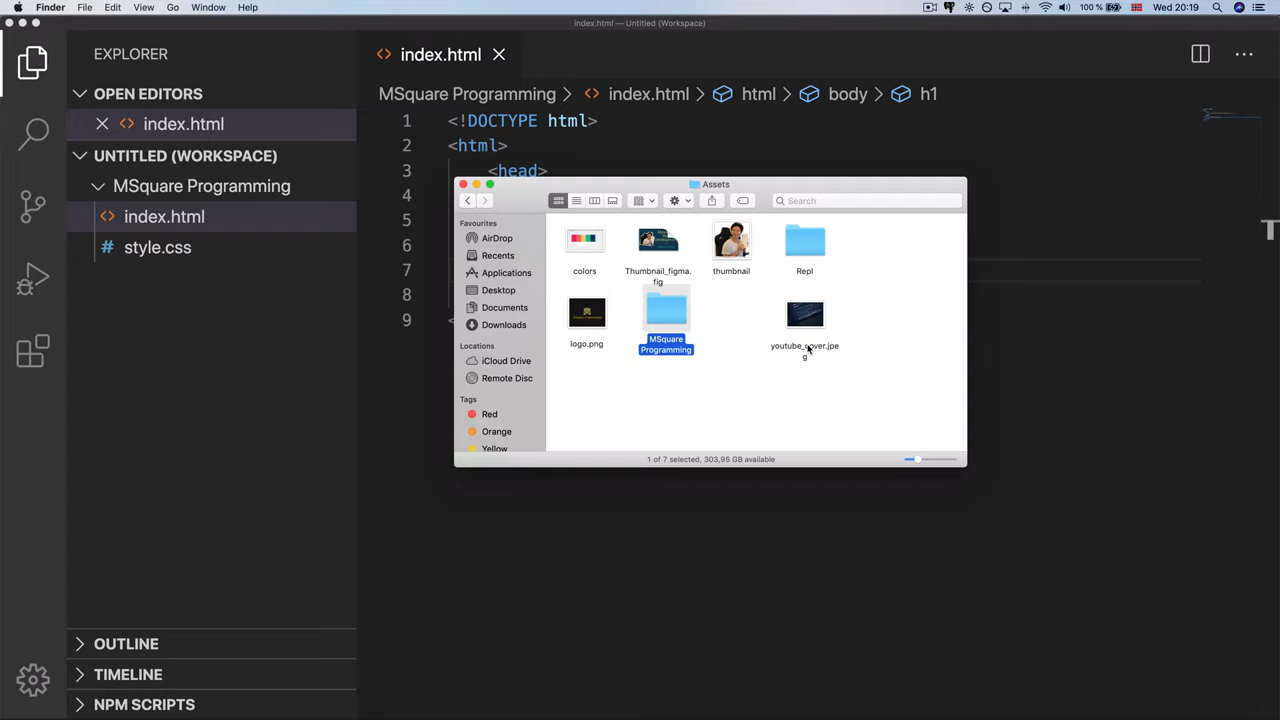 Finder File Edit View Go Window Help
100 % Wed 20:19
index.html — Untitled (Workspace)
EXPLORER
OPEN EDITORS
index.html
UNTITLED (WORKSPACE)
MSquare Programming
index.html
style.css
OUTLINE
TIMELINE
NPM SCRIPTS
index.html
MSquare Programming index.html html body h1
1 <!DOCTYPE html>
2 <html>
3 <head>
4
5
6
7
8
9 <
Assets
Search
Favourites
AirDrop
Recents
Applications
Desktop
Documents
Downloads
Locations
iCloud Drive
Remote Disc
Tags
Red
Orange
Yellow
colors
Thumbnail_figma.
fig
thumbnail
Repl
logo.png
MSquare
Programming
youtube_cover.jpe
g
1 of 7 selected, 303,95 GB available